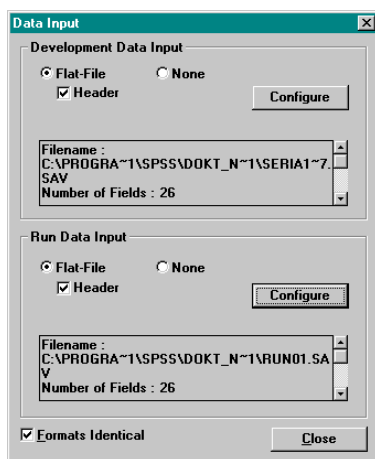 Data Input
Development Data Input
Flat-File None
Header
Configure
Filename :
C:\PROGRA~1\SPSS\DOKT_N~1\SERIA1~7.
SAV
Number of Fields : 26
Run Data Input
Flat-File None
Header
Configure
Filename :
C:\PROGRA~1\SPSS\DOKT_N~1\RUN01.SA
V
Number of Fields : 26
Formats Identical
Close